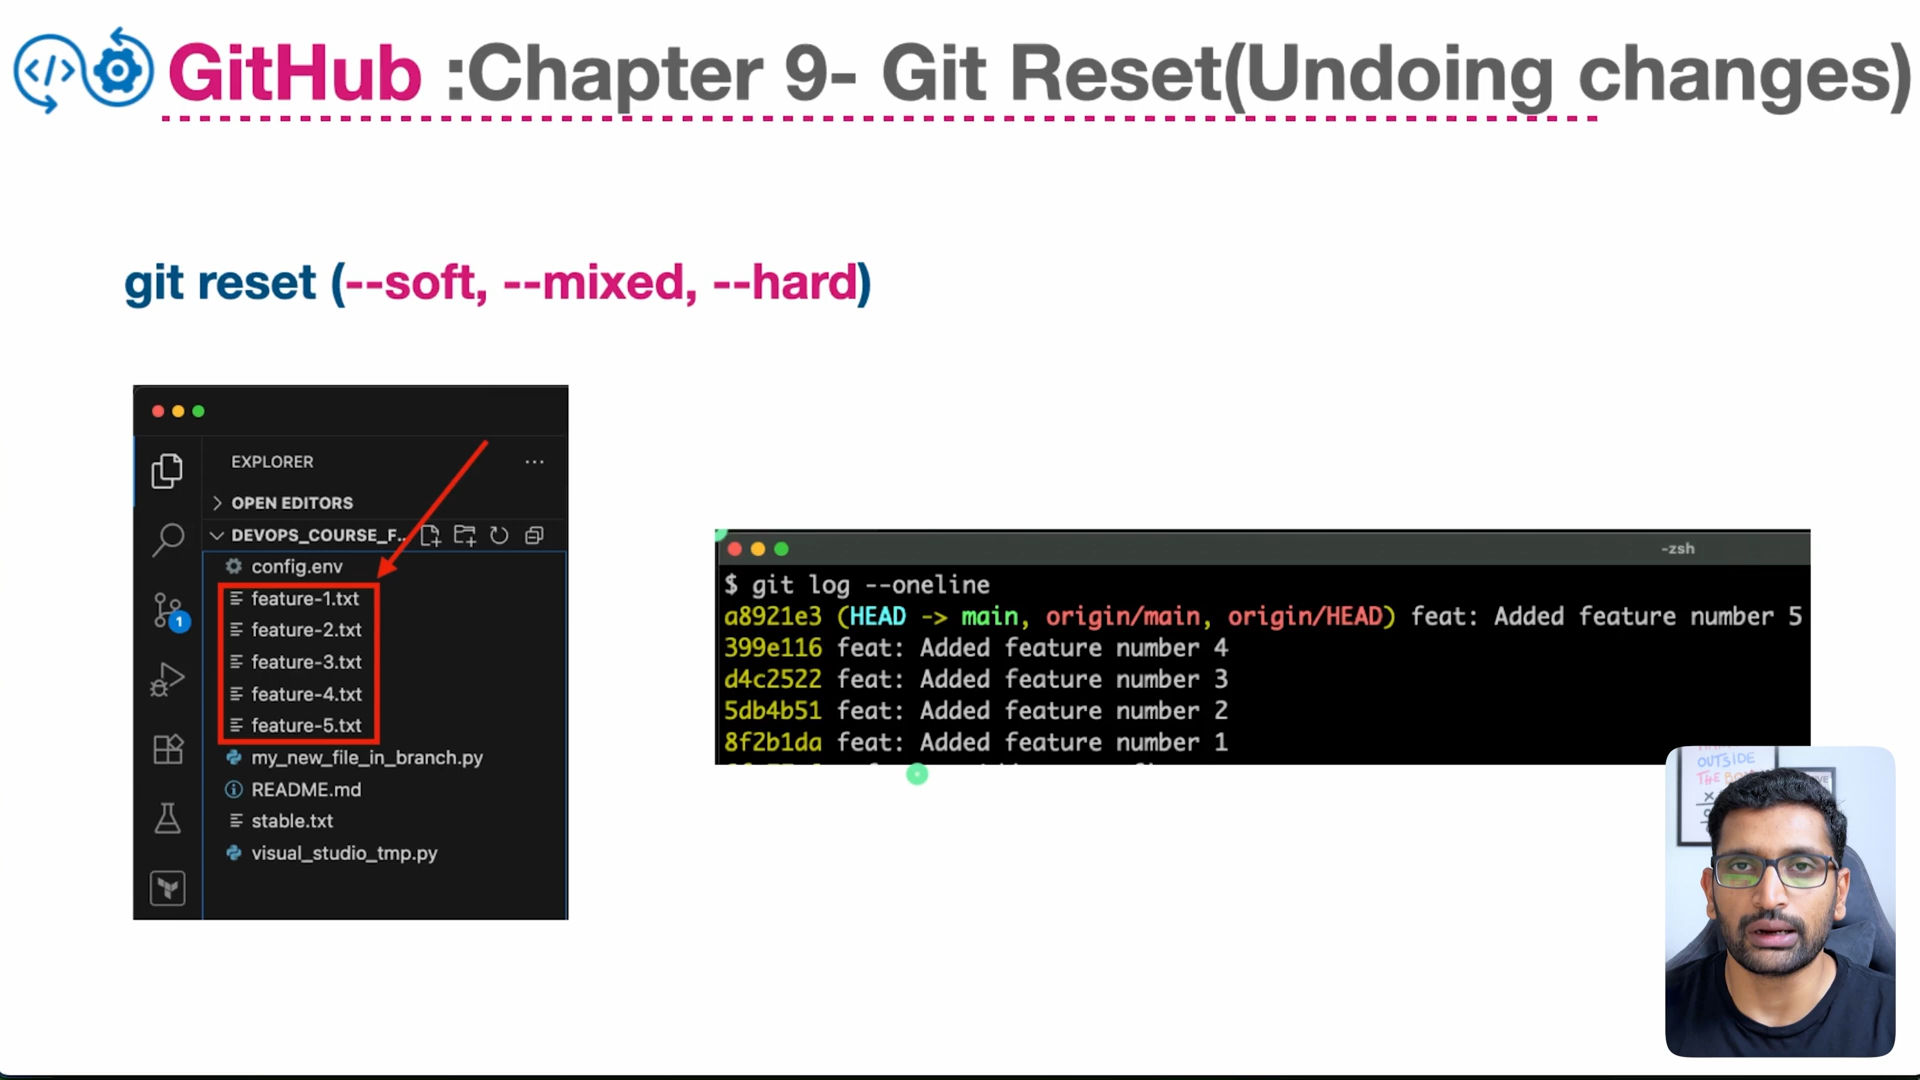 GitHub :Chapter 9- Git Reset(Undoing changes)
git reset (--soft, --mixed, --hard)
EXPLORER
OPEN EDITORS
DEVOPS_COURSE_F...
config.env
feature-1.txt
feature-2.txt
feature-3.txt
feature-4.txt
feature-5.txt
my_new_file_in_branch.py
README.md
stable.txt
visual_studio_tmp.py
1
-zsh
$ git log --oneline
a8921e3 (HEAD -> main, origin/main, origin/HEAD) feat: Added feature number 5
399e116 feat: Added feature number 4
d4c2522 feat: Added feature number 3
5db4b51 feat: Added feature number 2
8f2b1da feat: Added feature number 1
OUTSIDE
THE